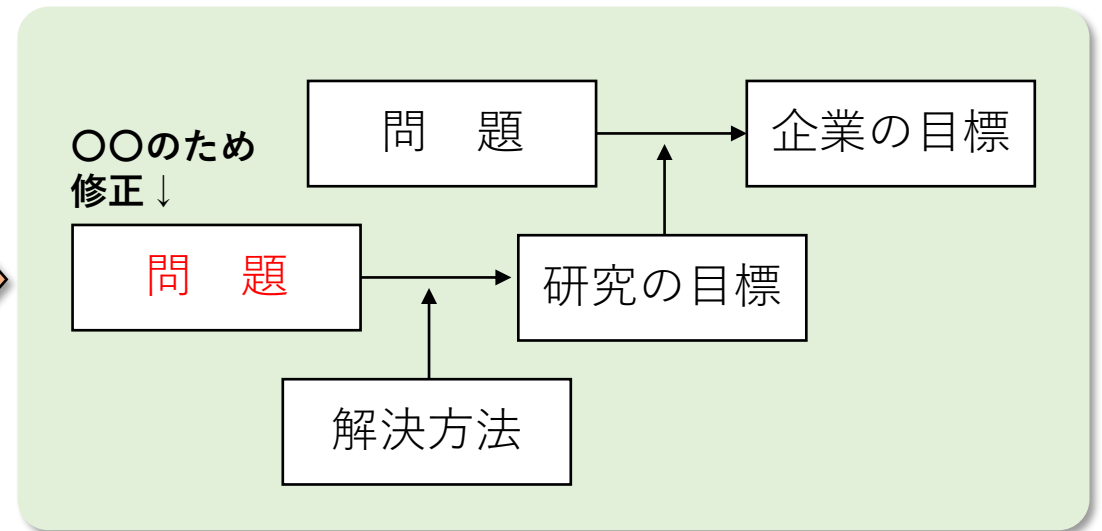 問　題
企業の目標
〇〇のため
修正↓
問　題
研究の目標
解決方法